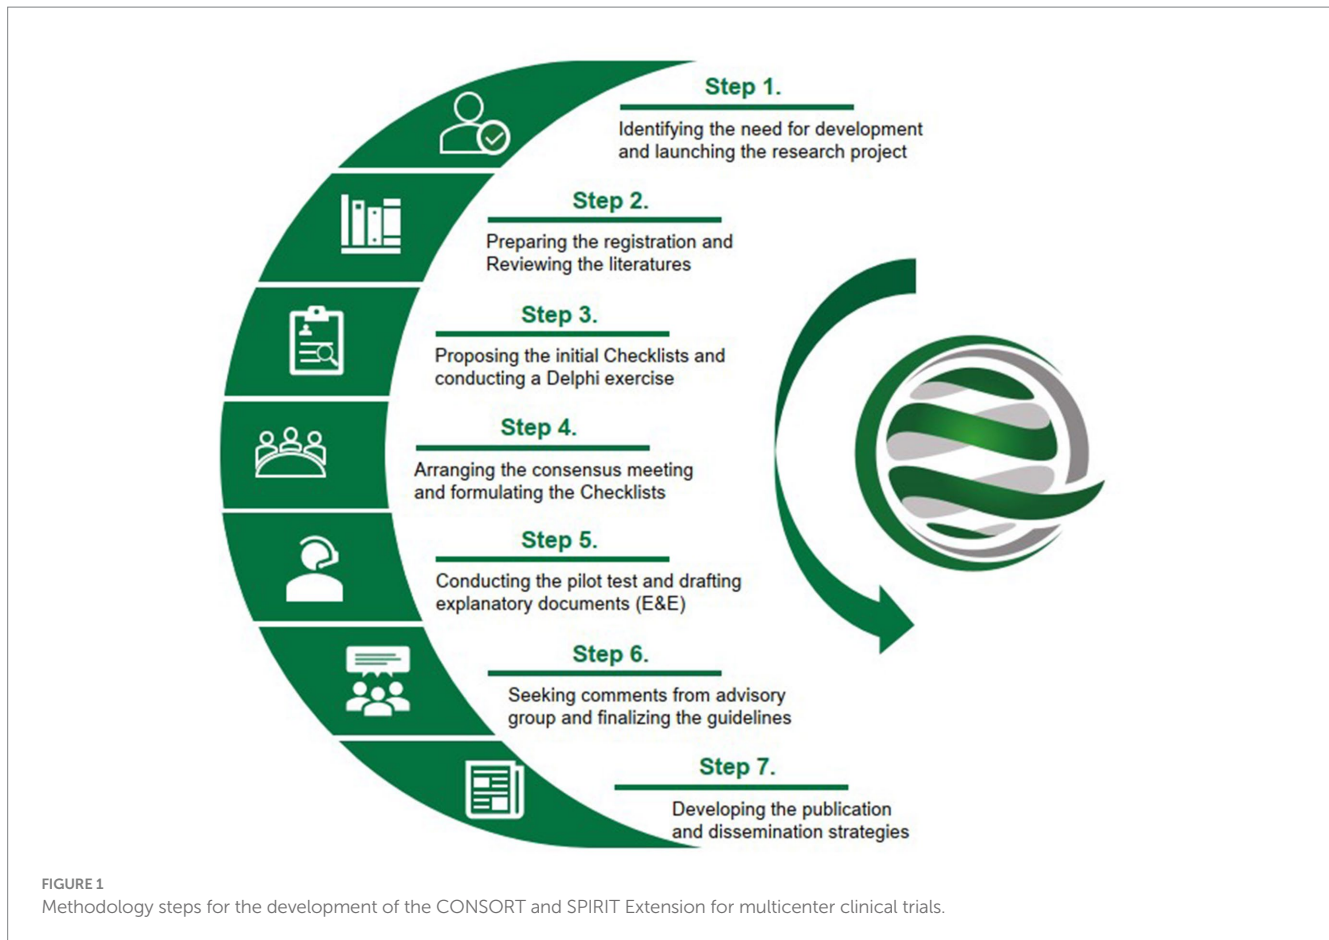 Step 1.
Identifying the need for development
and launching the research project
Step 2.
Preparing the registration and
Reviewing the literatures
Step 3.
Proposing the initial Checklists and
conducting a Delphi exercise
Step 4.
Arranging the consensus meeting
and formulating the Checklists
Step 5.
Conducting the pilot test and drafting
explanatory documents (E&E)
Step 6.
Seeking comments from advisory
group and finalizing the guidelines
Step 7.
Developing the publication
and dissemination strategies
FIGURE 1
Methodology steps for the development of the CONSORT and SPIRIT Extension for multicenter clinical trials.